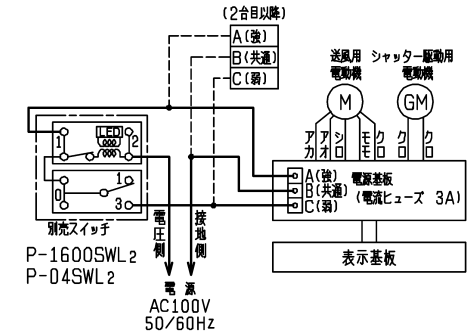 (2台目以降)
A(強)
B(共通)
C(弱)
送風用
電動機
シャッター駆動用
電動機
M
GM
アカ
アオ
シロ
モモ
クロ
クロ
クロ
LED
1
2
0
1
3
A(強)
B(共通)
C(弱)
電源基板
(電流ヒューズ 3A)
表示基板
別売スイッチ
P-1600SWL2
P-04SWL2
電圧側
接地側
電源
AC100V
50/60Hz